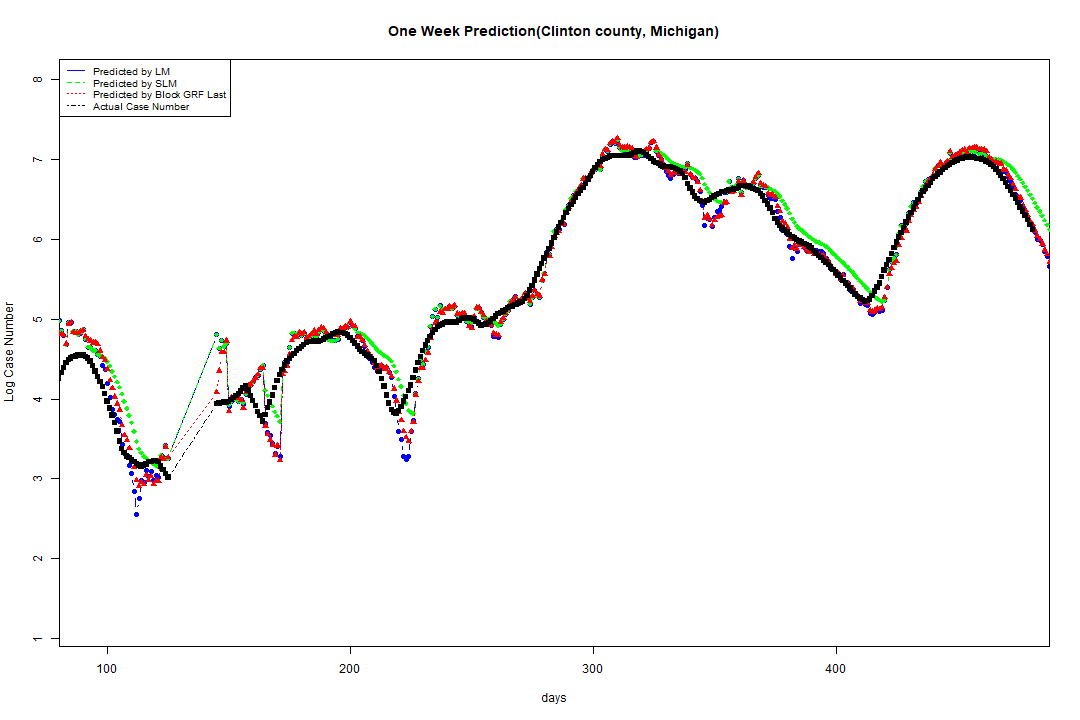 One Week Prediction(Clinton county, Michigan)
Predicted by LM
Predicted by SLM
Predicted by Block GRF Last
Actual Case Number
8
7
6
5
4
3
2
1
Log Case Number
100 200 300 400
days